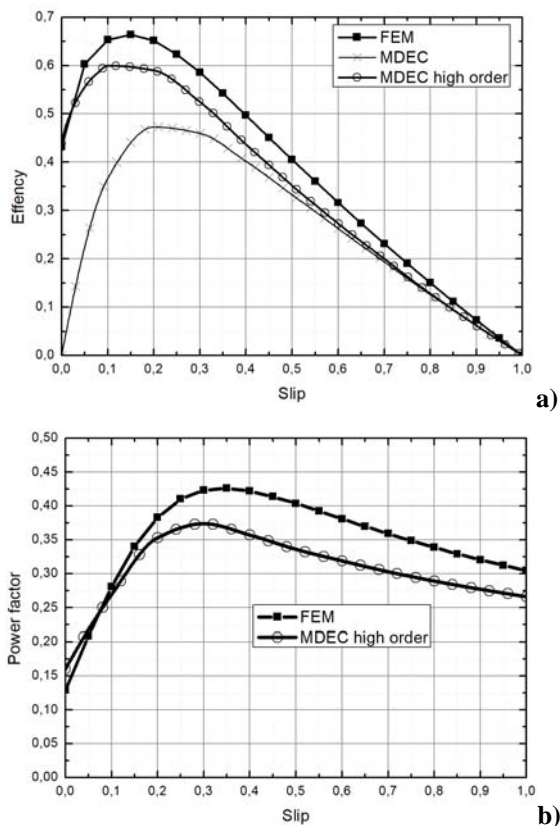 0,7
0,6
0,5
0,4
0,3
0,2
0,1
0,0
Effency
FEM
MDEC
MDEC high order
0,0 0,1 0,2 0,3 0,4 0,5 0,6 0,7 0,8 0,9 1,0
Slip
a)
0,50
0,45
0,40
0,35
0,30
0,25
0,20
0,15
0,10
0,05
0,00
Power factor
FEM
MDEC high order
0,0 0,1 0,2 0,3 0,4 0,5 0,6 0,7 0,8 0,9 1,0
Slip
b)